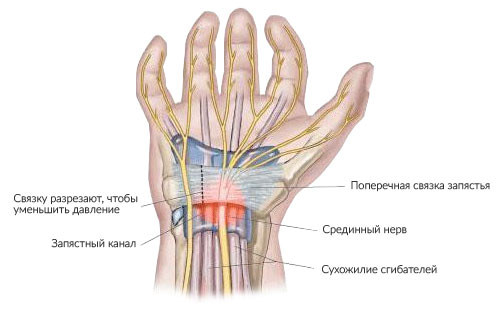 Связку разрезают, чтобы
уменьшить давление
Запястный канал
Поперечная связка запястья
Срединный нерв
Сухожилие сгибателей